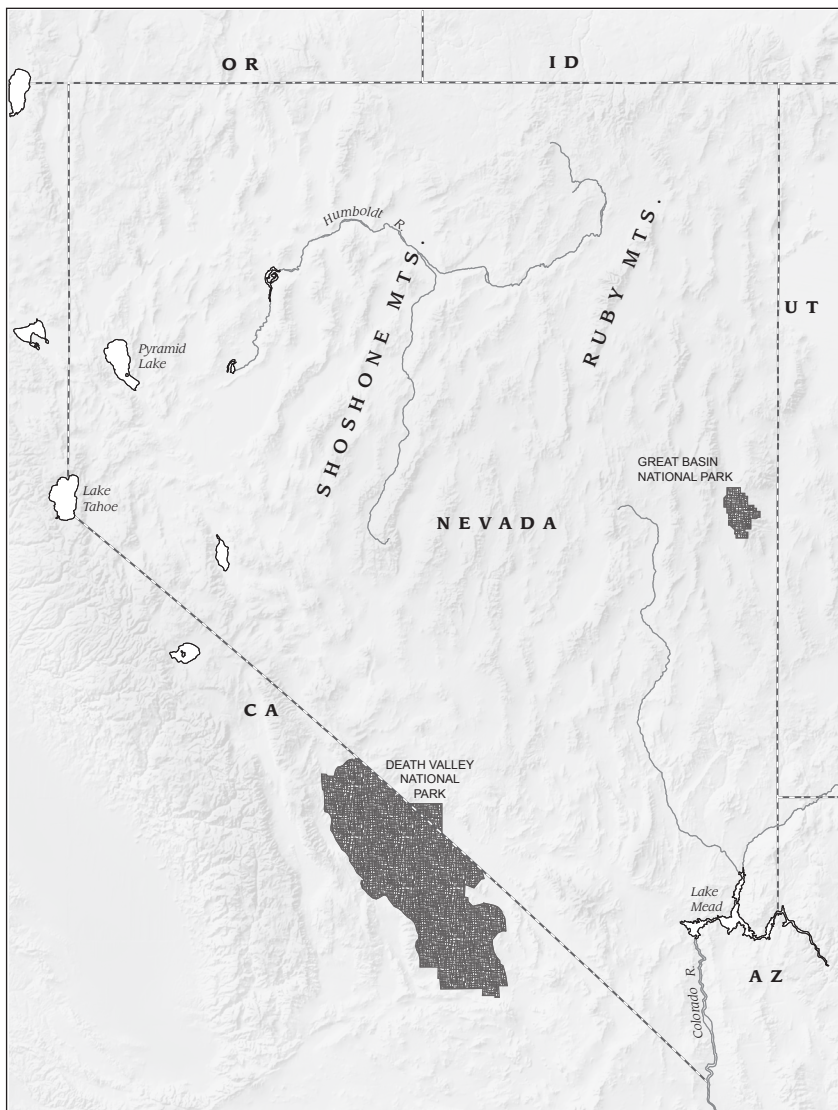 OR
ID
Humboldt R.
SHOSHONE MTS.
RUBY MTS.
UT
Pyramid
Lake
GREAT BASIN
NATIONAL PARK
Lake
Tahoe
NEVADA
CA
DEATH VALLEY
NATIONAL
PARK
Lake
Mead
AZ
Colorado R.